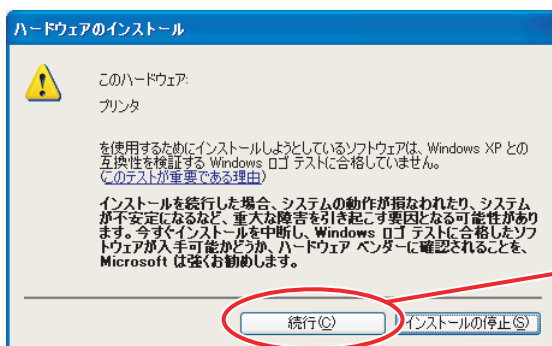 ハードウェアのインストール
このハードウェア:
プリンタ
を使用するためにインストールしようとしているソフトウェアは、Windows XP との
互換性を検証する Windows ロゴ テストに合格していません。
(このテストが重要である理由)
インストールを続行した場合、システムの動作が損なわれたり、システム
が不安定になるなど、重大な障害を引き起こす要因となる可能性があり
ます。今すぐインストールを中断し、Windows ロゴ テストに合格したソフ
トウェアが入手可能かどうか、ハードウェア ベンダーに確認されることを、
Microsoft は強くお勧めします。
続行(C)
インストールの停止(S)